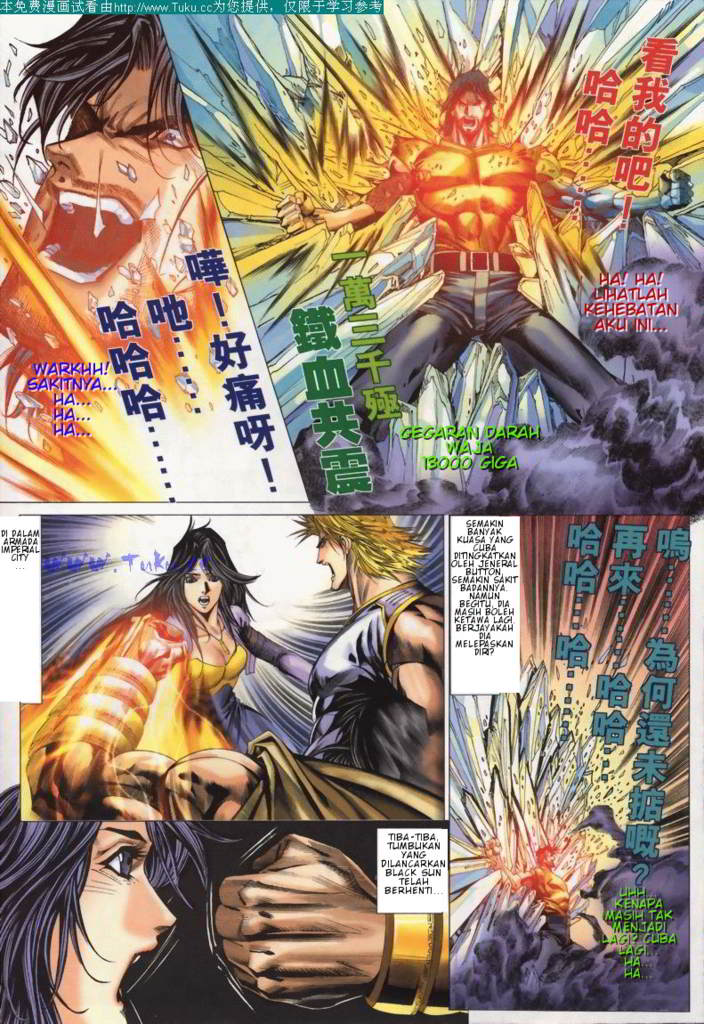 本免费漫画试看由http://www.Tuku.cc为您提供，仅限于学习参考
看我的吧！
哈哈……
HA! HA!
LIHATLAH
KEHEBATAN
AKU INI...
一萬三千極
鐵血共震
GEGARAN DARAH
WAJA
13000 GIGA
嘩！好痛呀！
吔……
哈哈哈……
WARKHH!
SAKITNYA...
HA...
HA...
HA...
DI DALAM
ARMADA
IMPERIAL
CITY
...
www.Tuku.cc
SEMAKIN
BANYAK
KUASA YANG
CUBA
DITINGKATKAN
OLEH JENERAL
BUTTON,
SEMAKIN SAKIT
BADANNYA.
NAMUN
BEGITU, DIA
MASIH BOLEH
KETAWA LAGI.
BERJAYAKAH
DIA
MELEPASKAN
DIRI?
嗚……為何還未掂嘅？
再來……哈哈…
哈哈……哈……
UHH
KENAPA
MASIH TAK
MENJADI
LAGI? CUBA
LAGI...
HA...
HA...
TIBA-TIBA,
TUMBUKAN
YANG
DILANCARKAN
BLACK SUN
TELAH
BERHENTI...